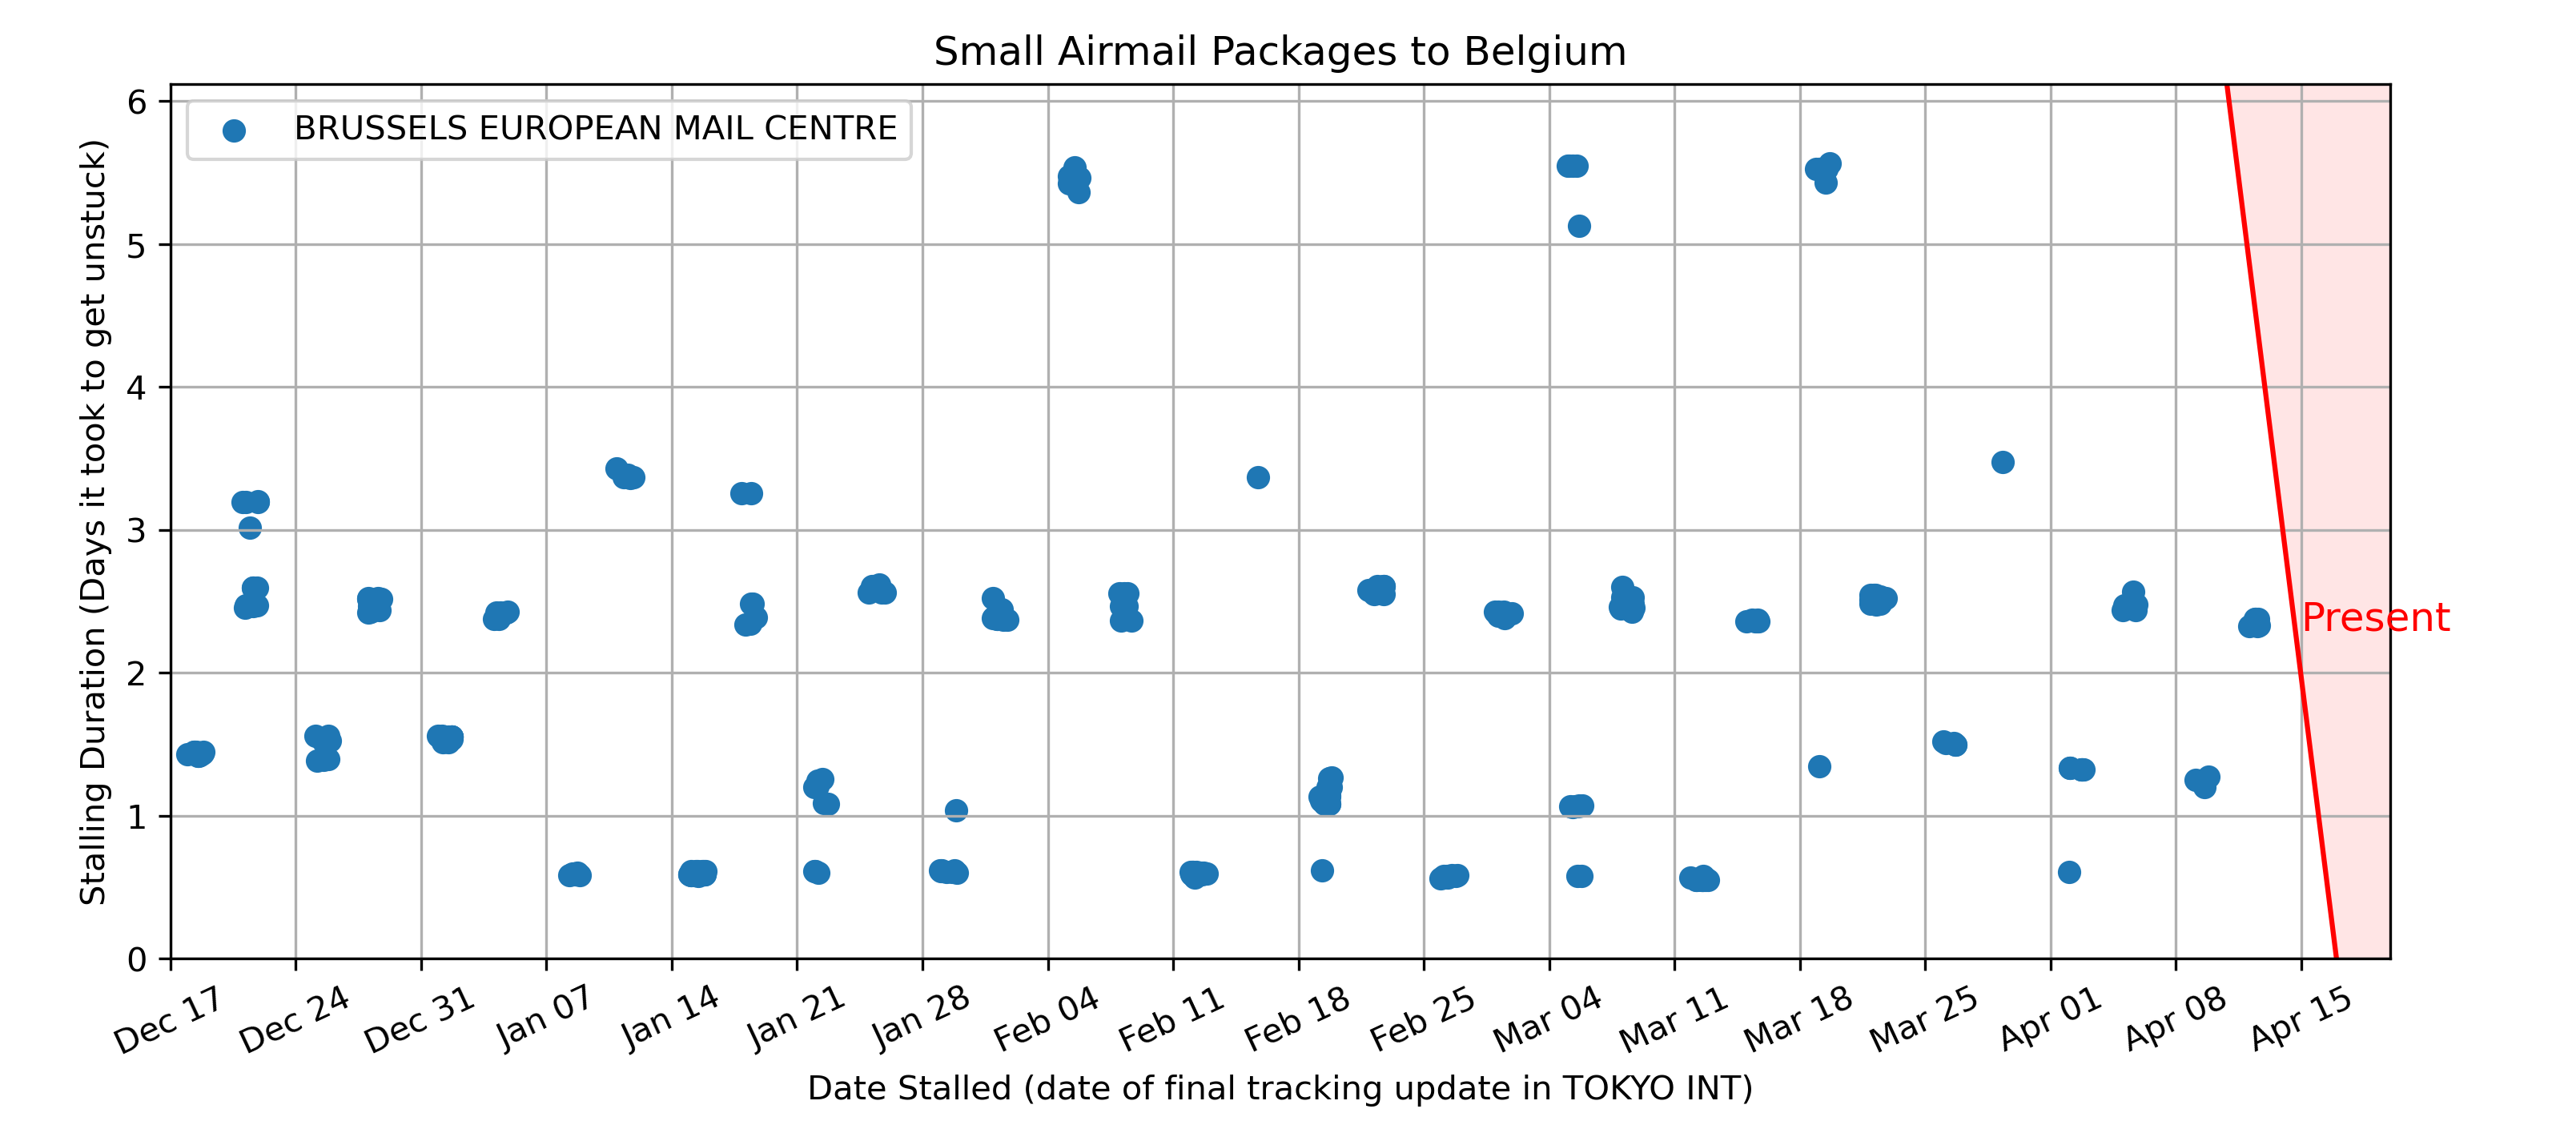 Small Airmail Packages to Belgium
BRUSSELS EUROPEAN MAIL CENTRE
Stalling Duration (Days it took to get unstuck)
6
5
4
3
2
1
0
Present
Dec 17 Dec 24 Dec 31 Jan 07 Jan 14 Jan 21 Jan 28 Feb 04 Feb 11 Feb 18 Feb 25 Mar 04 Mar 11 Mar 18 Mar 25 Apr 01 Apr 08 Apr 15
Date Stalled (date of final tracking update in TOKYO INT)